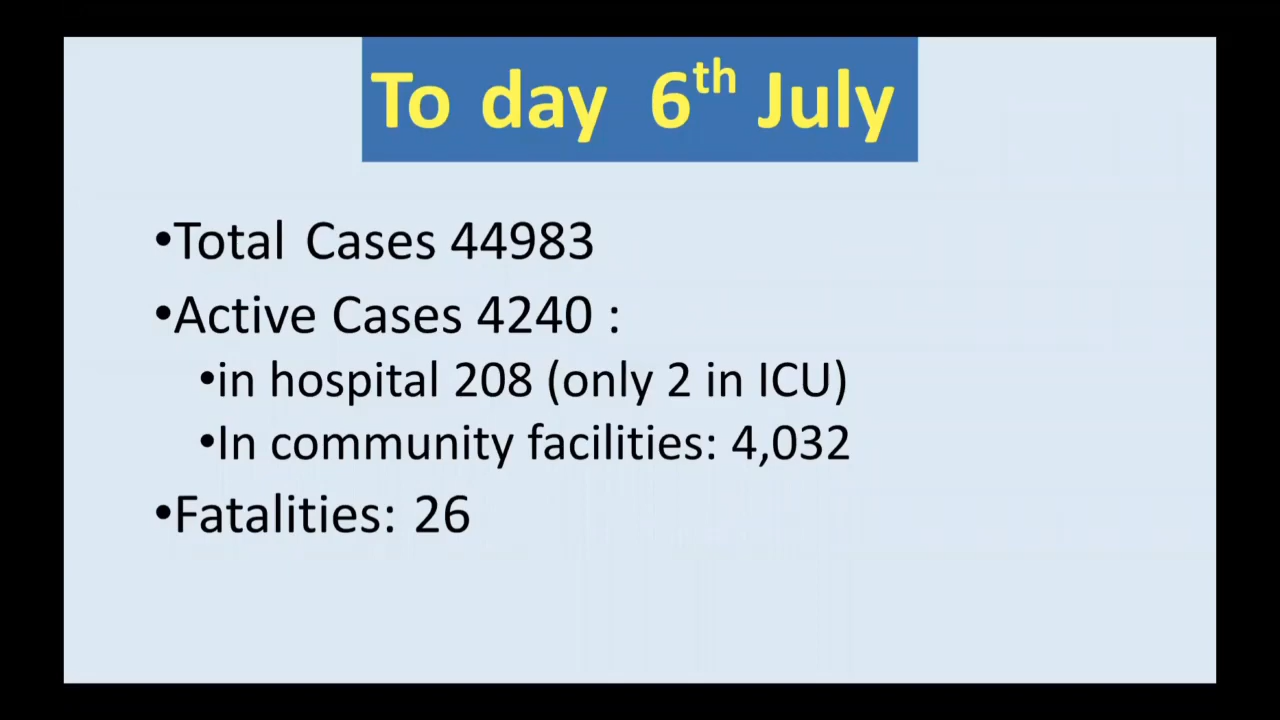 To day 6th July
•Total Cases 44983
•Active Cases 4240 :
•in hospital 208 (only 2 in ICU)
•In community facilities: 4,032
•Fatalities: 26